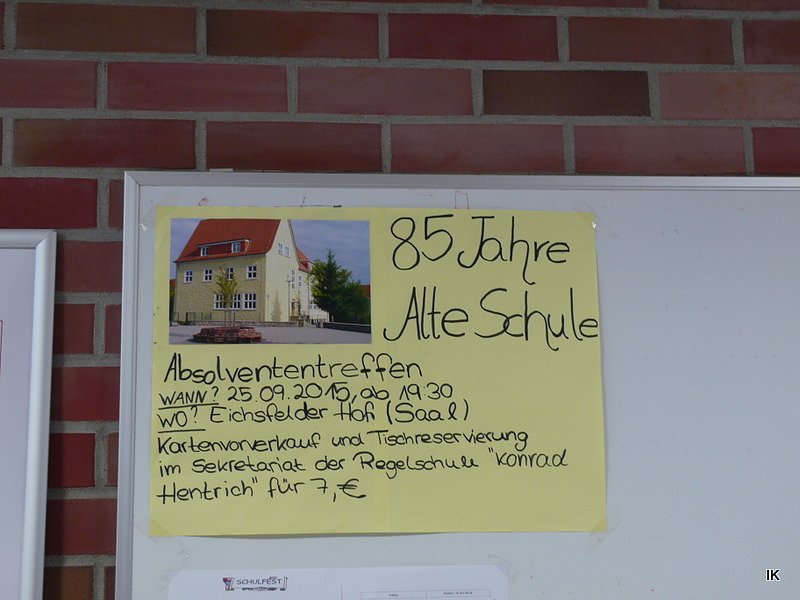 85 Jahre
Alte Schule
Absolvententreffen
WANN? 25.09.2015, ab 19:30
WO? Eichsfelder Hof (Saal)
Kartenvorverkauf und Tischreservierung
im Sekretariat der Regelschule "Konrad
Hentrich" für 7,€
SCHULFEST
IK